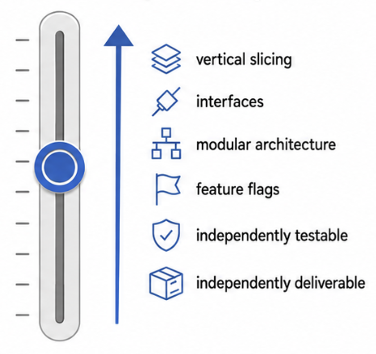 vertical slicing
interfaces
modular architecture
feature flags
independently testable
independently deliverable